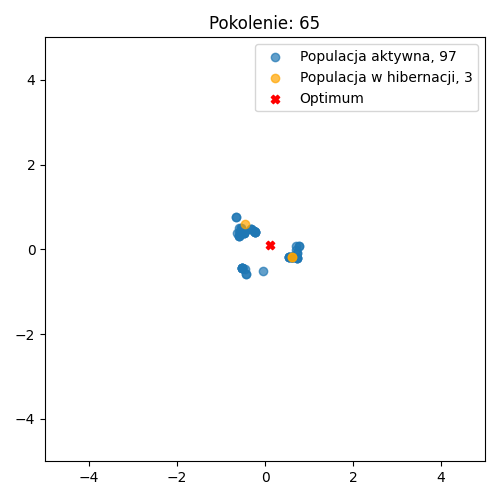 Pokolenie: 65
Populacja aktywna, 97
Populacja w hibernacji, 3
Optimum
4
2
0
−2
−4
−4
−2
0
2
4